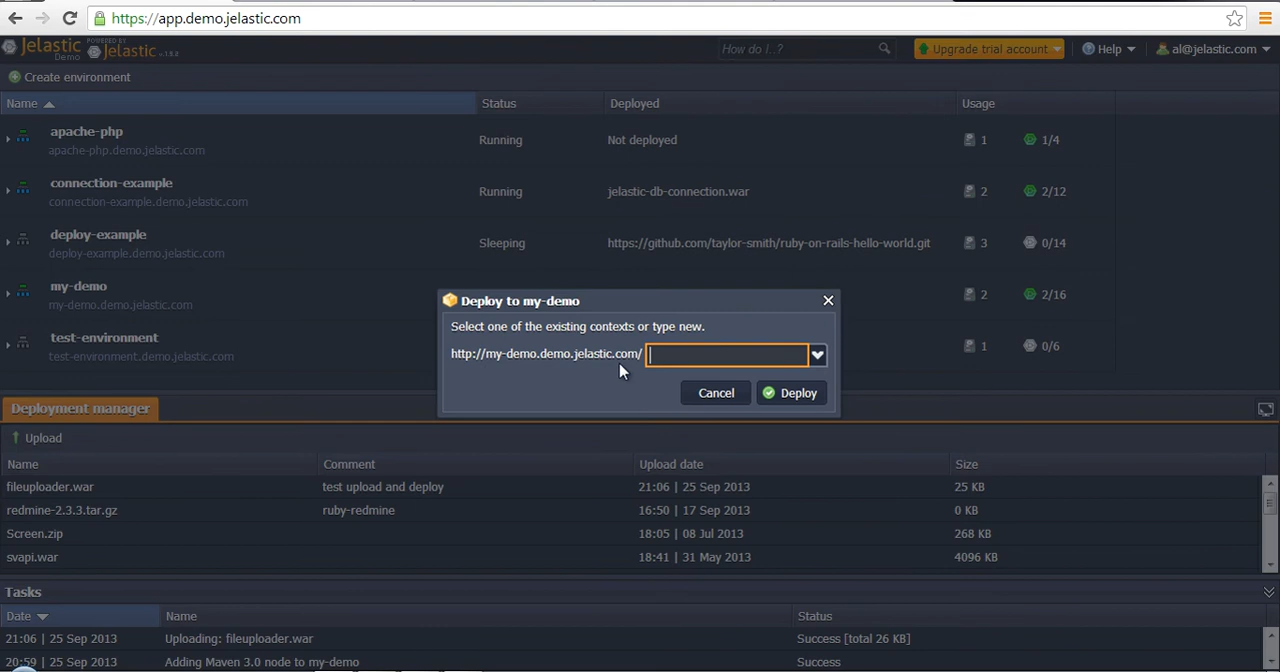 https://app.demo.jelastic.com
Jelastic Demo POWERED BY Jelastic v.1.9.2 How do I..? Upgrade trial account Help al@jelastic.com
Create environment
Name Status Deployed Usage
apache-php Running Not deployed 1 1/4
apache-php.demo.jelastic.com
connection-example Running jelastic-db-connection.war 2 2/12
connection-example.demo.jelastic.com
deploy-example Sleeping https://github.com/taylor-smith/ruby-on-rails-hello-world.git 3 0/14
deploy-example.demo.jelastic.com
my-demo 2 2/16
my-demo.demo.jelastic.com
test-environment 1 0/6
test-environment.demo.jelastic.com
Deploy to my-demo
Select one of the existing contexts or type new.
http://my-demo.demo.jelastic.com/
Cancel Deploy
Deployment manager
Upload
Name Comment Upload date Size
fileuploader.war test upload and deploy 21:06 | 25 Sep 2013 25 KB
redmine-2.3.3.tar.gz ruby-redmine 16:50 | 17 Sep 2013 0 KB
Screen.zip 18:05 | 08 Jul 2013 268 KB
svapi.war 18:41 | 31 May 2013 4096 KB
Tasks
Date Name Status
21:06 | 25 Sep 2013 Uploading: fileuploader.war Success [total 26 KB]
20:59 | 25 Sep 2013 Adding Maven 3.0 node to my-demo Success